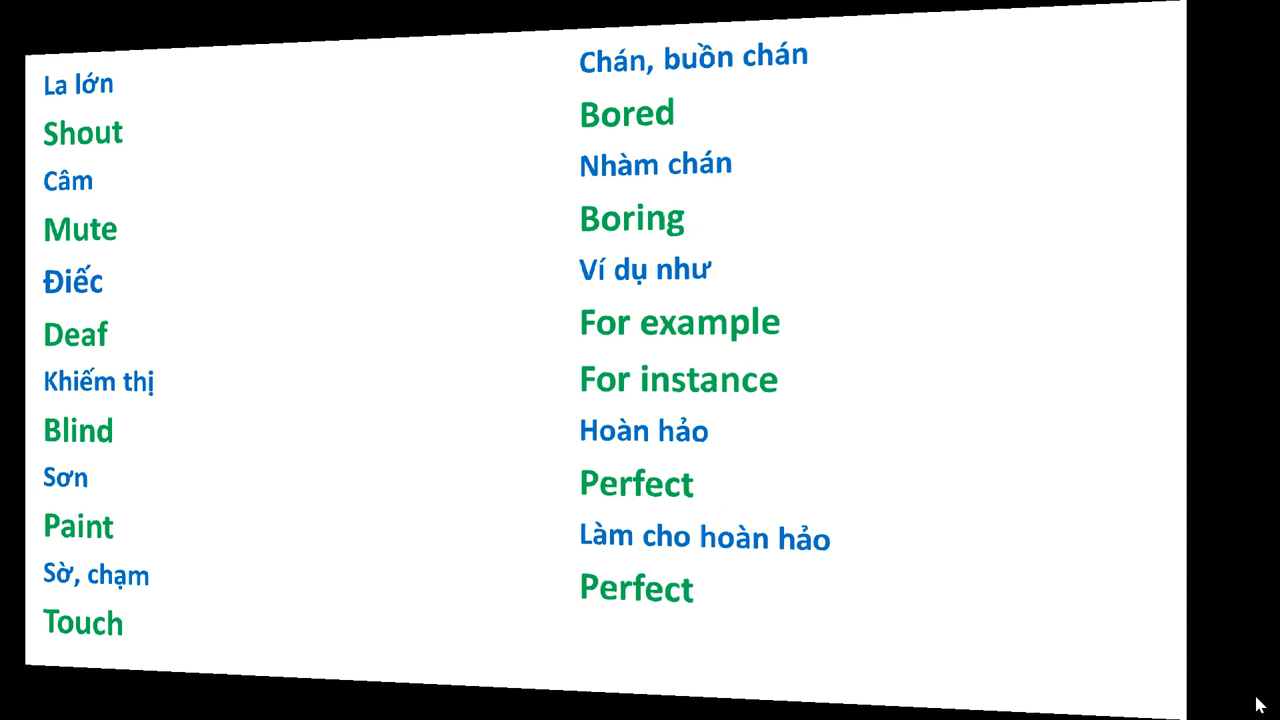 La lớn
Shout
Câm
Mute
Điếc
Deaf
Khiếm thị
Blind
Sơn
Paint
Sờ, chạm
Touch
Chán, buồn chán
Bored
Nhàm chán
Boring
Ví dụ như
For example
For instance
Hoàn hảo
Perfect
Làm cho hoàn hảo
Perfect